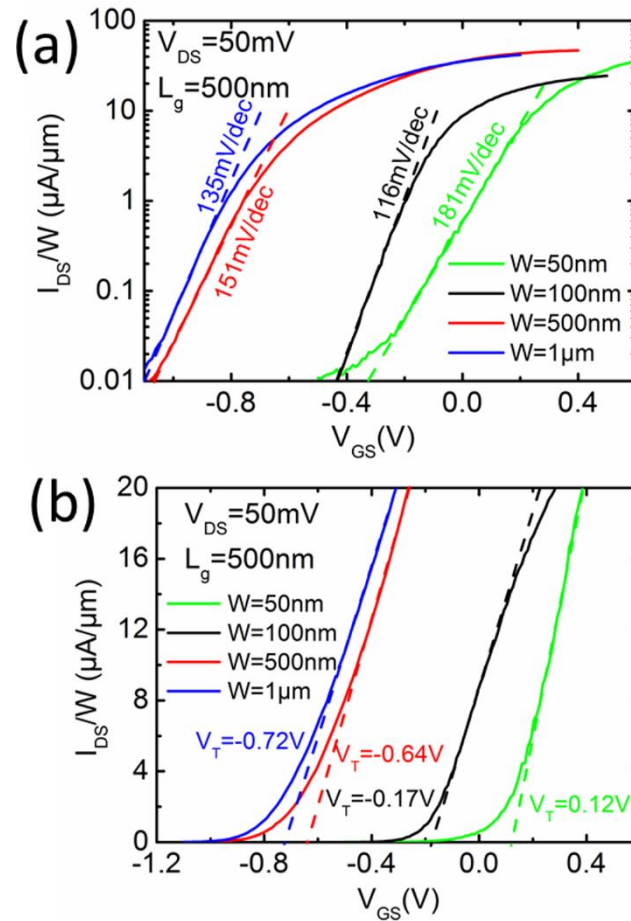 (a)
V_DS=50mV
L_g=500nm
135mV/dec
151mV/dec
116mV/dec
181mV/dec
W=50nm
W=100nm
W=500nm
W=1μm
100
10
1
0.1
0.01
I_DS/W (μA/μm)
-0.8 -0.4 0.0 0.4
V_GS(V)
(b)
V_DS=50mV
L_g=500nm
W=50nm
W=100nm
W=500nm
W=1μm
V_T=-0.72V
V_T=-0.64V
V_T=-0.17V
V_T=0.12V
20
16
12
8
4
0
I_DS/W (μA/μm)
-1.2 -0.8 -0.4 0.0 0.4
V_GS(V)